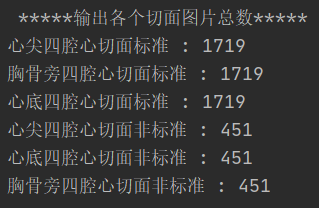 *****输出各个切面图片总数*****
心尖四腔心切面标准 : 1719
胸骨旁四腔心切面标准 : 1719
心底四腔心切面标准 : 1719
心尖四腔心切面非标准 : 451
心底四腔心切面非标准 : 451
胸骨旁四腔心切面非标准 : 451